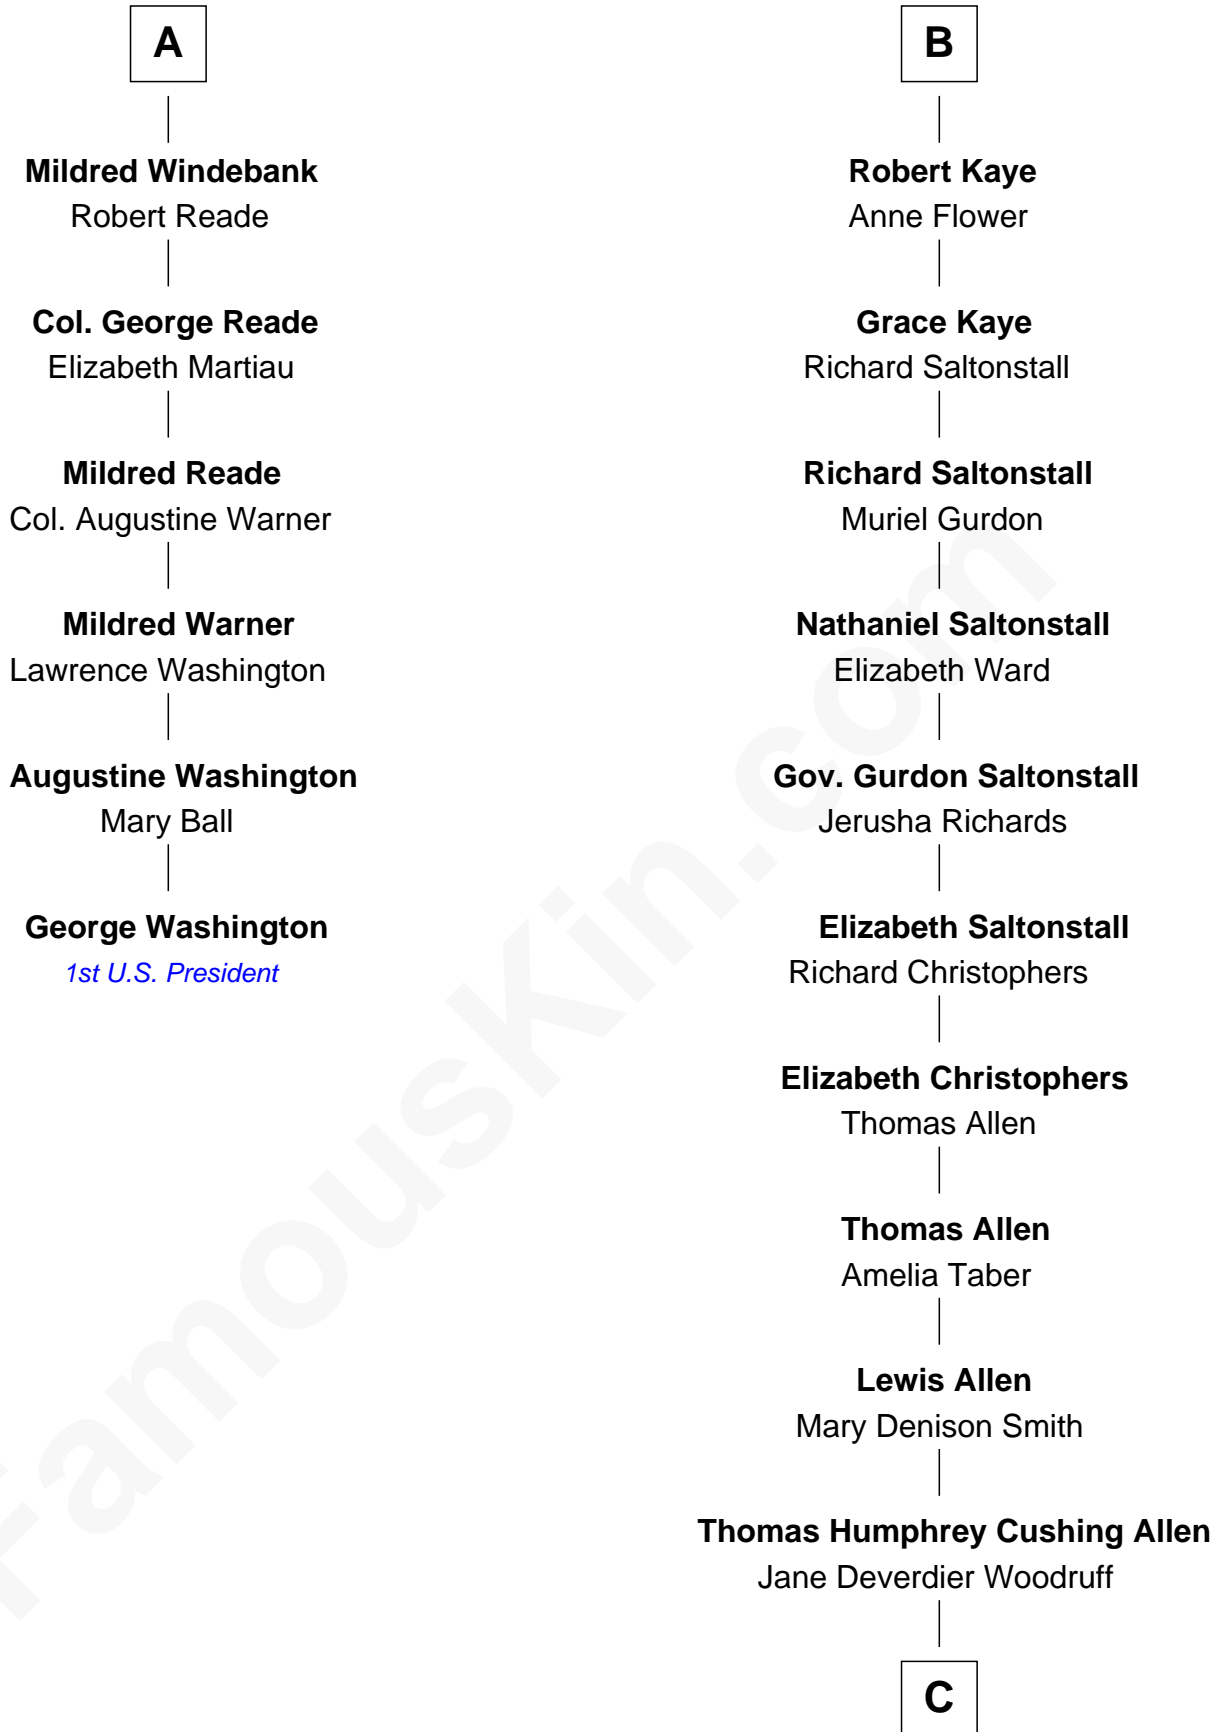 A
Mildred Windebank
Robert Reade
Col. George Reade
Elizabeth Martiau
Mildred Reade
Col. Augustine Warner
Mildred Warner
Lawrence Washington
Augustine Washington
Mary Ball
George Washington
1st U.S. President
B
Robert Kaye
Anne Flower
Grace Kaye
Richard Saltonstall
Richard Saltonstall
Muriel Gurdon
Nathaniel Saltonstall
Elizabeth Ward
Gov. Gurdon Saltonstall
Jerusha Richards
Elizabeth Saltonstall
Richard Christophers
Elizabeth Christophers
Thomas Allen
Thomas Allen
Amelia Taber
Lewis Allen
Mary Denison Smith
Thomas Humphrey Cushing Allen
Jane Deverdier Woodruff
C
FamousKin.com